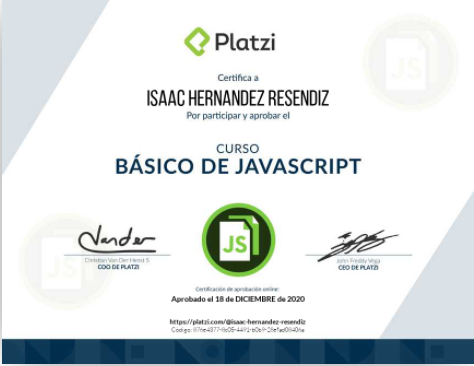 Platzi
Certifica a
ISAAC HERNANDEZ RESENDIZ
Por participar y aprobar el
CURSO
BÁSICO DE JAVASCRIPT
JS
JS
JS
Christian Van Der Henst S
COO DE PLATZI
John Freddy Vega
CEO DE PLATZI
Certificación de aprobación online:
Aprobado el 18 de DICIEMBRE de 2020
https://platzi.com/@isaac-hernandez-resendiz
Código: